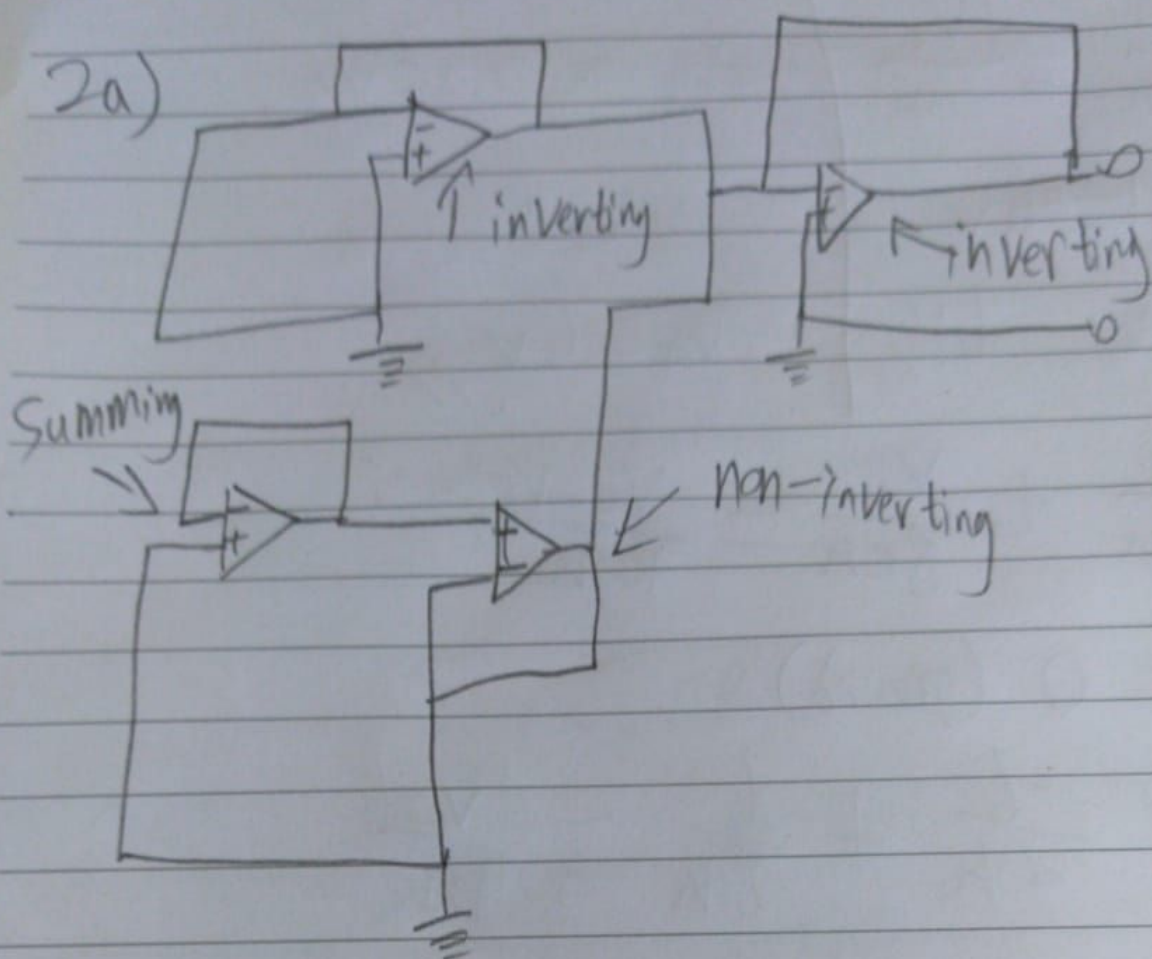 2a)
-
+
inverting
-
+
inverting
Summing
-
+
+
-
non-inverting